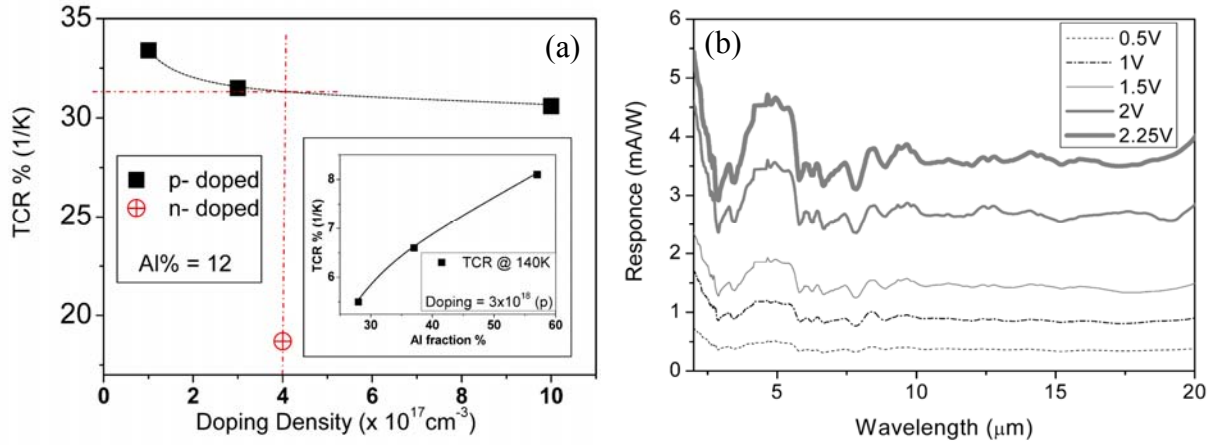 (a)
TCR % (1/K)
35
30
25
20
p- doped
n- doped
Al% = 12
0 2 4 6 8 10
Doping Density (x 10¹⁷cm⁻³)
TCR % (1/K)
8
7
6
5
TCR @ 140K
Doping = 3x10¹⁸ (p)
30 40 50 60
Al fraction %
(b)
Responce (mA/W)
6
5
4
3
2
1
0
0.5V
1V
1.5V
2V
2.25V
5 10 15 20
Wavelength (μm)